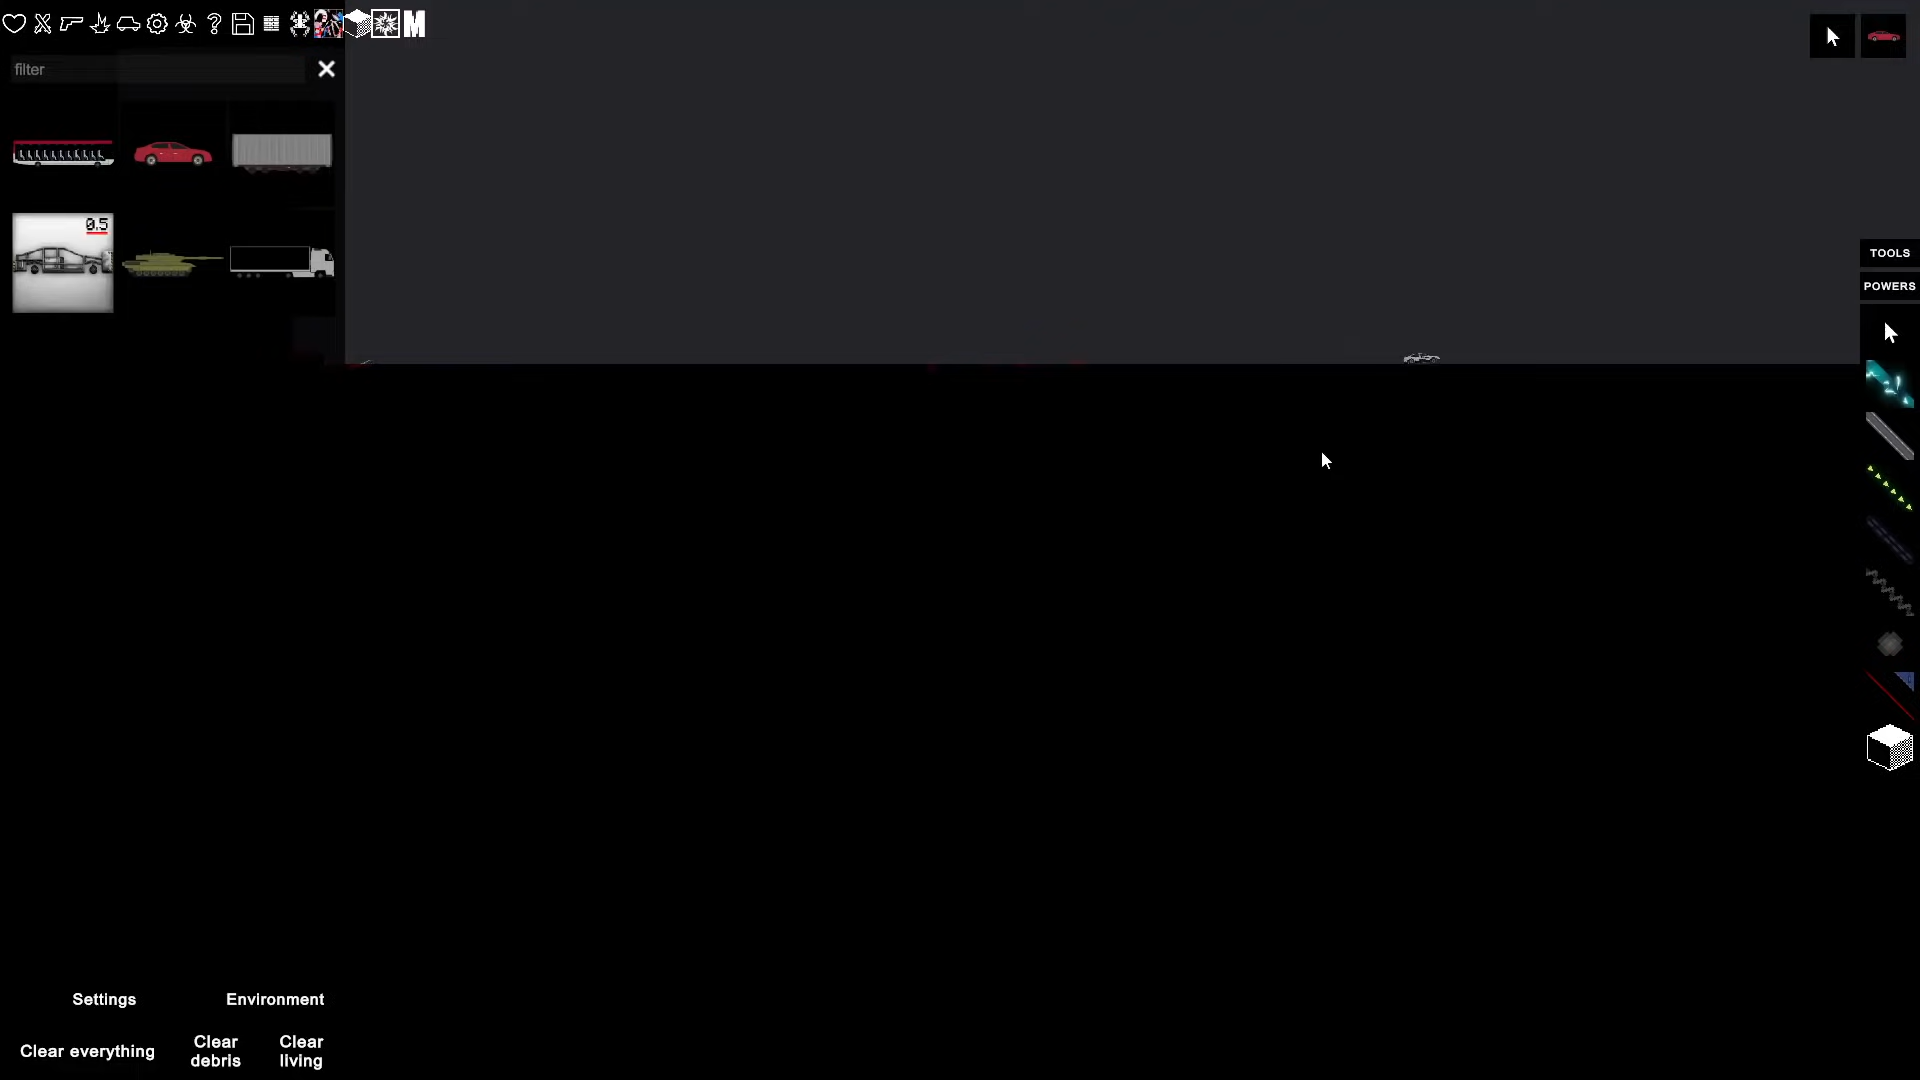 M
filter
0.5
TOOLS
POWERS
Settings
Environment
Clear everything
Clear
debris
Clear
living